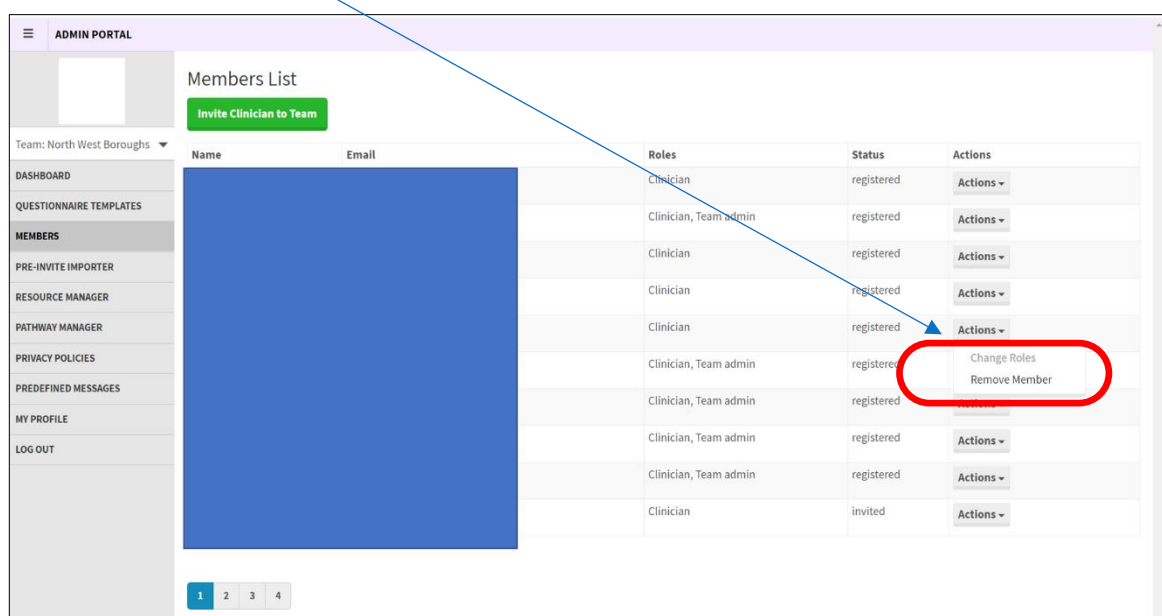 ☰ ADMIN PORTAL
Members List
Invite Clinician to Team
Team: North West Boroughs
DASHBOARD
QUESTIONNAIRE TEMPLATES
MEMBERS
PRE-INVITE IMPORTER
RESOURCE MANAGER
PATHWAY MANAGER
PRIVACY POLICIES
PREDEFINED MESSAGES
MY PROFILE
LOG OUT
Name Email Roles Status Actions
Clinician registered Actions
Clinician, Team admin registered Actions
Clinician registered Actions
Clinician registered Actions
Clinician registered Actions
Change Roles
Clinician, Team admin registered
Remove Member
Clinician, Team admin registered
Clinician, Team admin registered Actions
Clinician, Team admin registered Actions
Clinician invited Actions
1 2 3 4